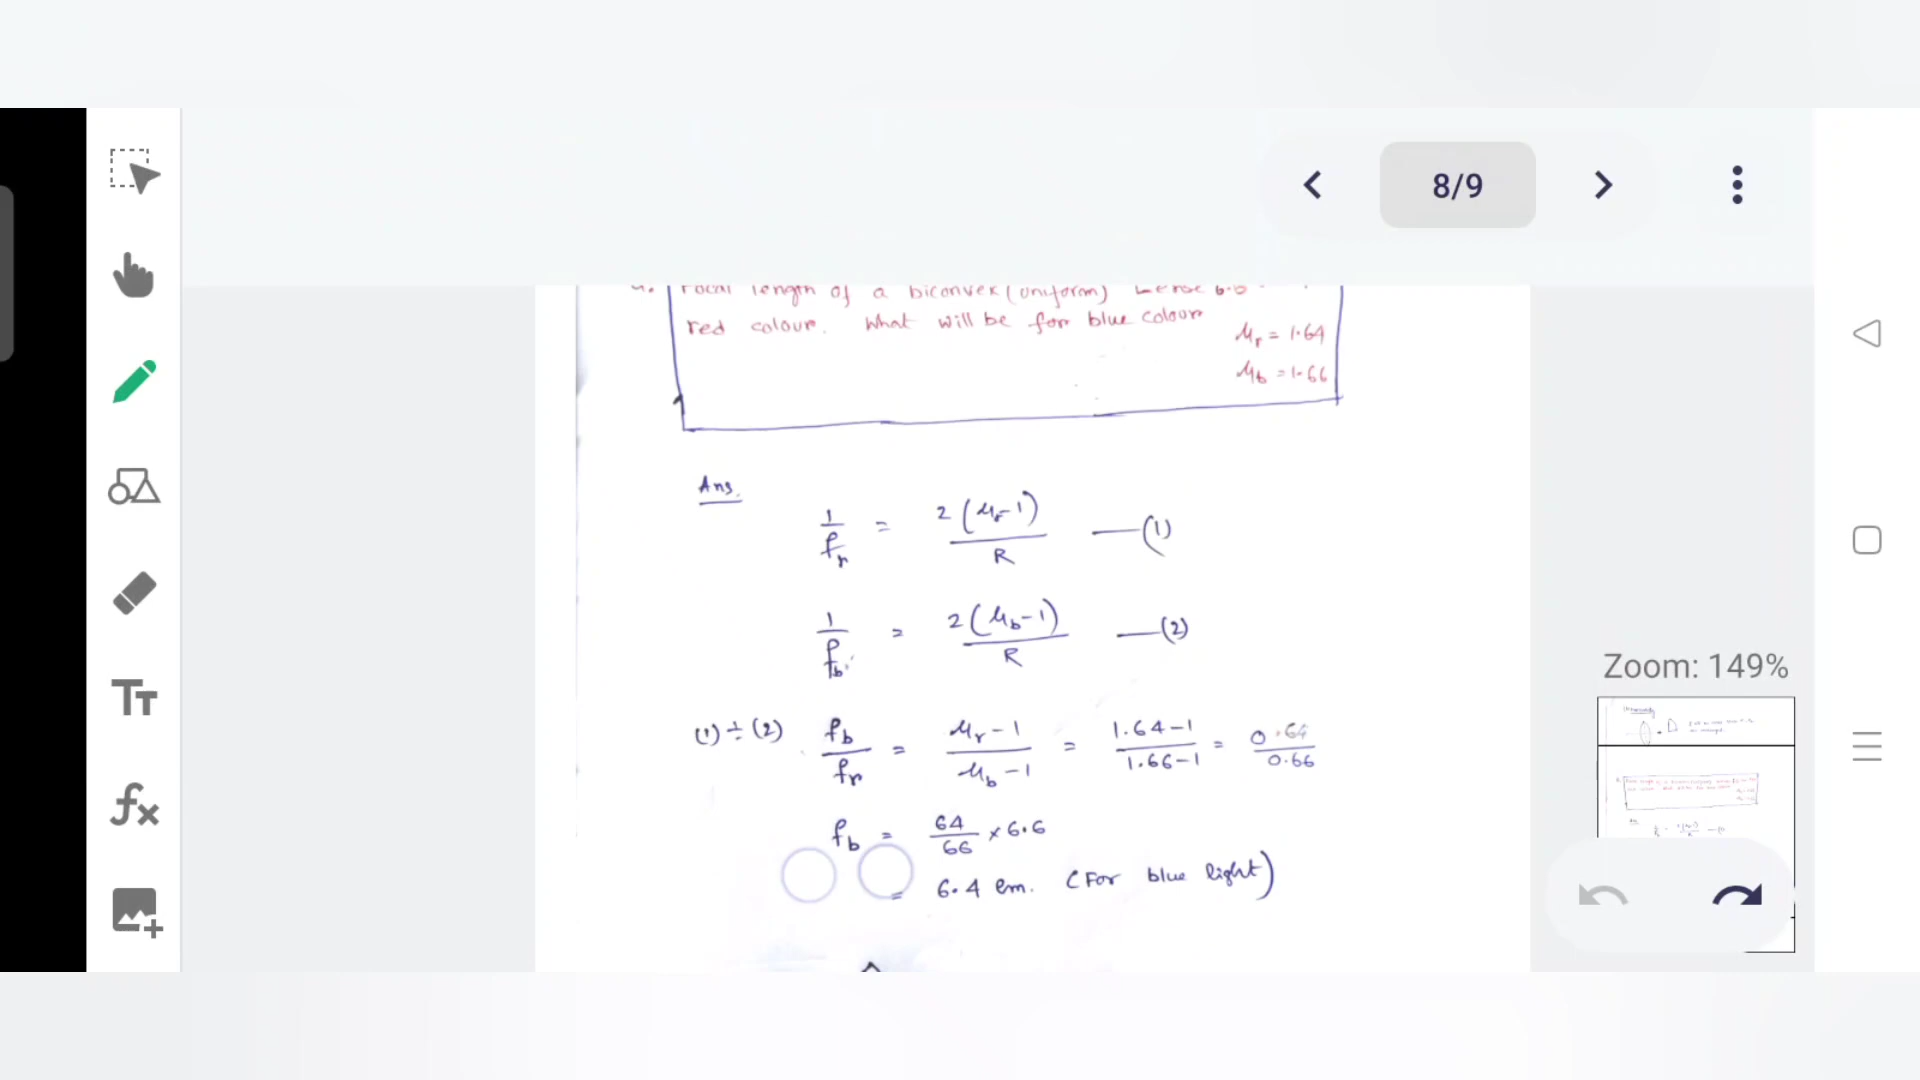 8/9
length of a biconvex (uniform)
red colour. What will be for blue colour
μr = 1.64
μb = 1.66
Ans.
1/fr = 2(μr-1)/R —(1)
1/fb = 2(μb-1)/R —(2)
(1) ÷ (2) fb/fr = μr-1/μb-1 = 1.64-1/1.66-1 = 0.64/0.66
fb = 64/66 × 6.6
= 6.4 cm. (For blue light)
Zoom: 149%
TT
fx